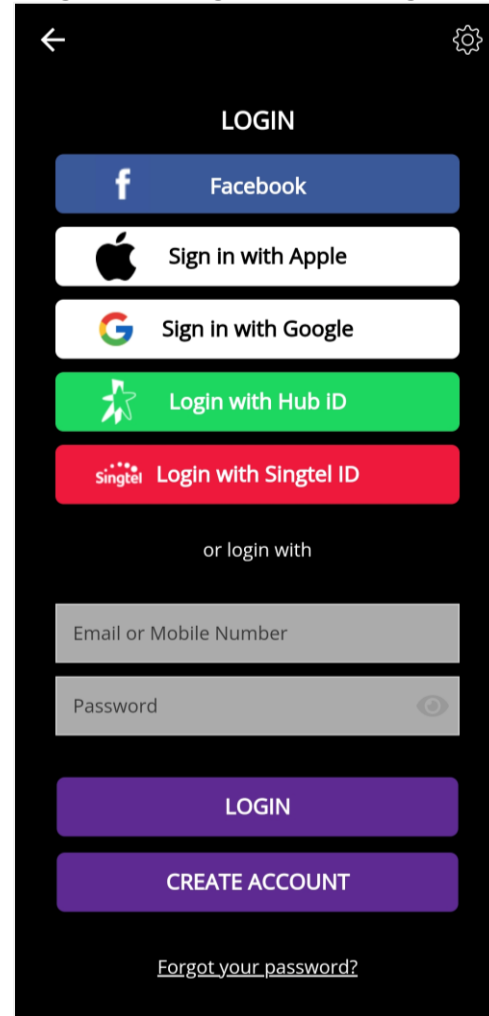 LOGIN
Facebook
Sign in with Apple
Sign in with Google
Login with Hub iD
Singtel Login with Singtel ID
or login with
Email or Mobile Number
Password
LOGIN
CREATE ACCOUNT
Forgot your password?